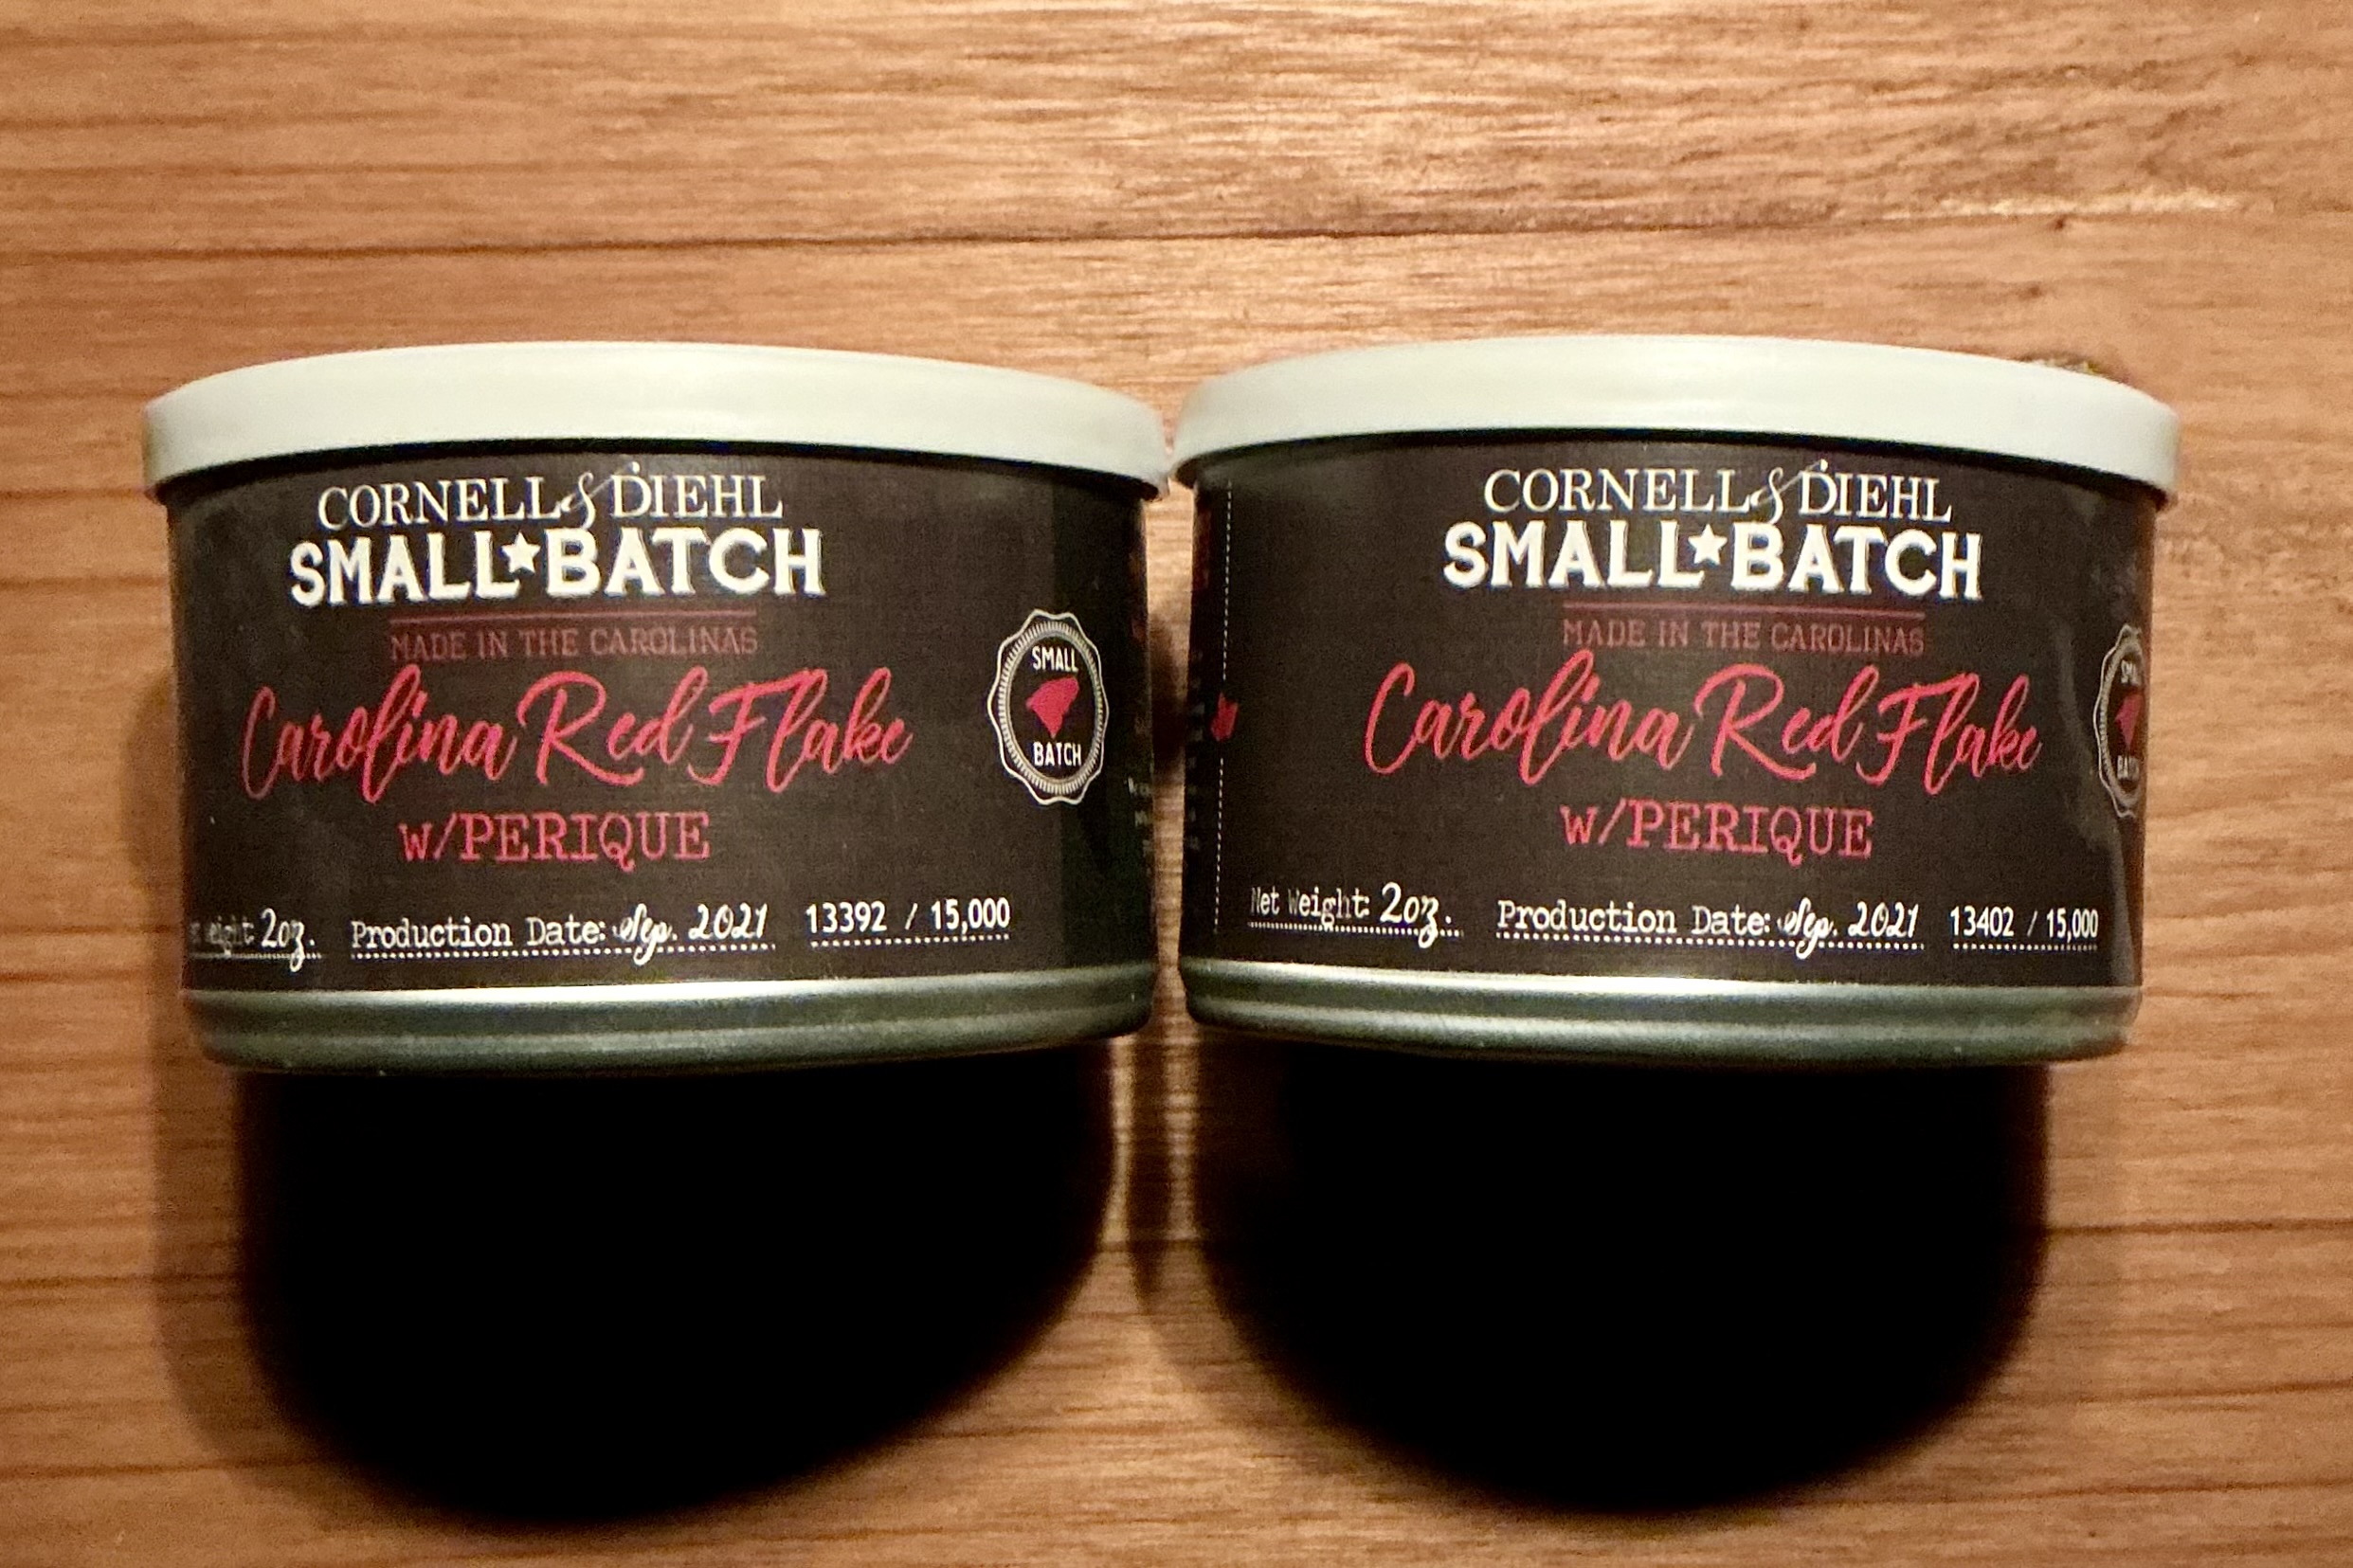 CORNELL & DIEHL
SMALL★BATCH
MADE IN THE CAROLINAS
Carolina Red Flake
w/PERIQUE
2oz. Production Date: Sep. 2021 13392 / 15,000
SMALL
BATCH
CORNELL & DIEHL
SMALL★BATCH
MADE IN THE CAROLINAS
Carolina Red Flake
w/PERIQUE
Net Weight: 2oz. Production Date: Sep. 2021 13402 / 15,000